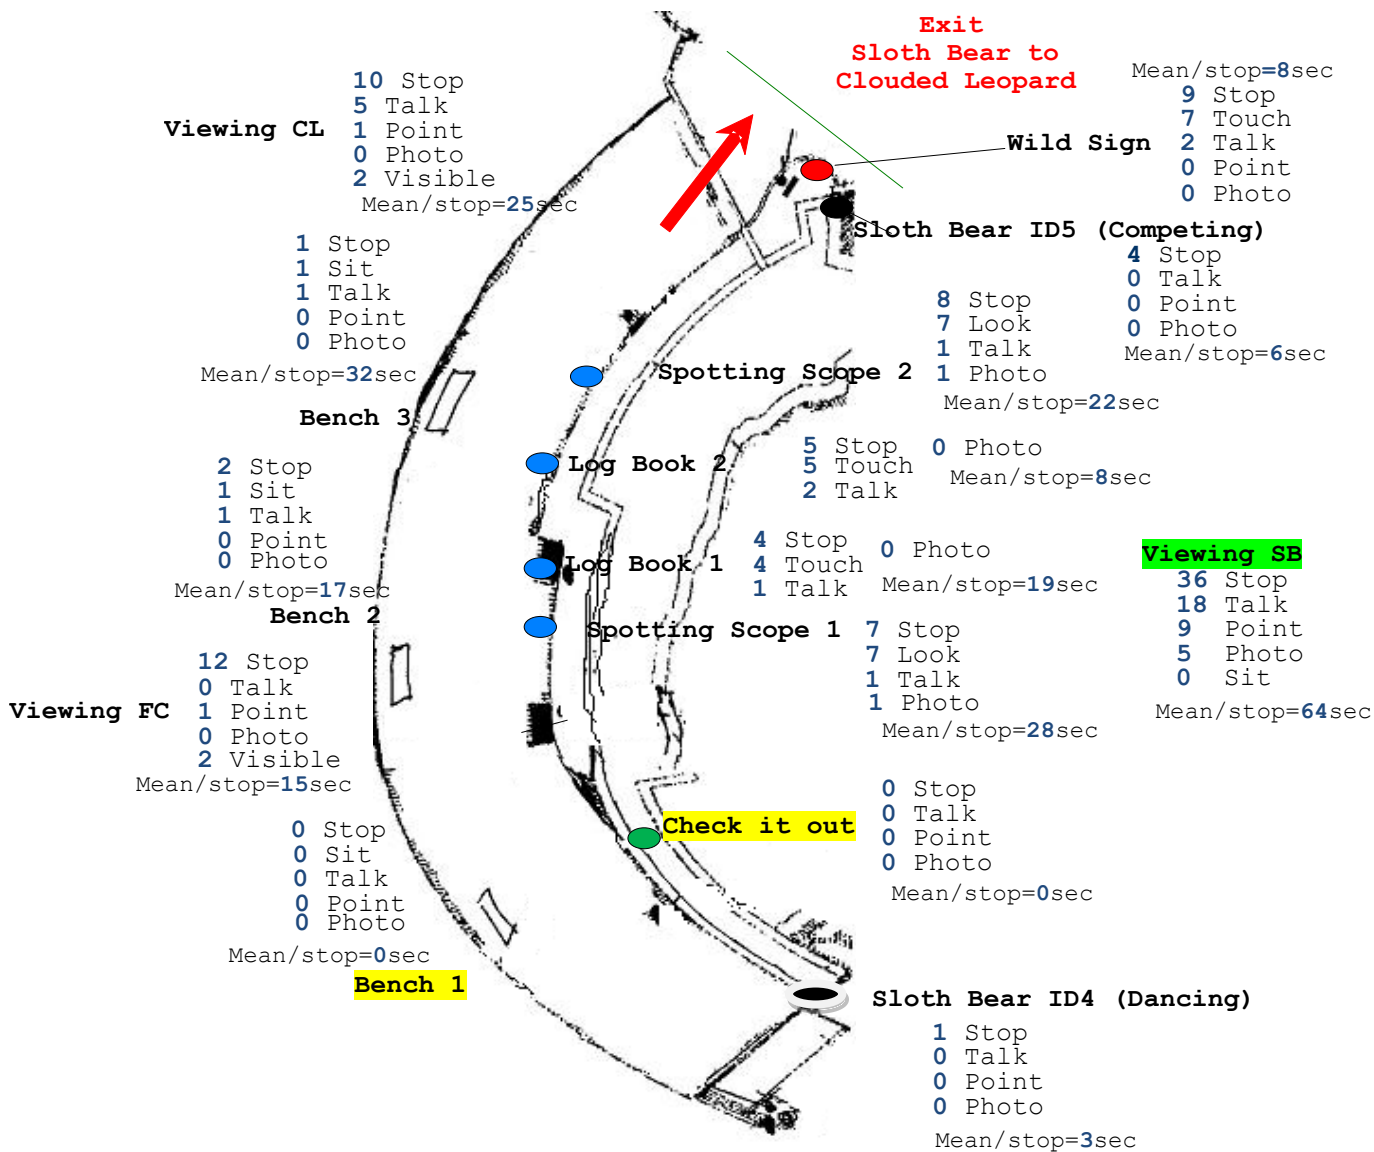 Exit
Sloth Bear to
Clouded Leopard
10 Stop
5 Talk
Viewing CL
1 Point
0 Photo
2 Visible
Mean/stop=25sec
Mean/stop=8sec
9 Stop
7 Touch
Wild Sign
2 Talk
0 Point
0 Photo
Sloth Bear ID5 (Competing)
4 Stop
0 Talk
0 Point
0 Photo
Mean/stop=6sec
1 Stop
1 Sit
1 Talk
0 Point
0 Photo
Mean/stop=32sec
Bench 3
Spotting Scope 2
8 Stop
7 Look
1 Talk
1 Photo
Mean/stop=22sec
Log Book 2
5 Stop
5 Touch
2 Talk
0 Photo
Mean/stop=8sec
2 Stop
1 Sit
1 Talk
0 Point
0 Photo
Mean/stop=17sec
Bench 2
Log Book 1
4 Stop
4 Touch
1 Talk
0 Photo
Mean/stop=19sec
Viewing SB
36 Stop
18 Talk
9 Point
5 Photo
0 Sit
Mean/stop=64sec
Spotting Scope 1
7 Stop
7 Look
1 Talk
1 Photo
Mean/stop=28sec
12 Stop
0 Talk
Viewing FC
1 Point
0 Photo
2 Visible
Mean/stop=15sec
Check it out
0 Stop
0 Talk
0 Point
0 Photo
Mean/stop=0sec
0 Stop
0 Sit
0 Talk
0 Point
0 Photo
Mean/stop=0sec
Bench 1
Sloth Bear ID4 (Dancing)
1 Stop
0 Talk
0 Point
0 Photo
Mean/stop=3sec